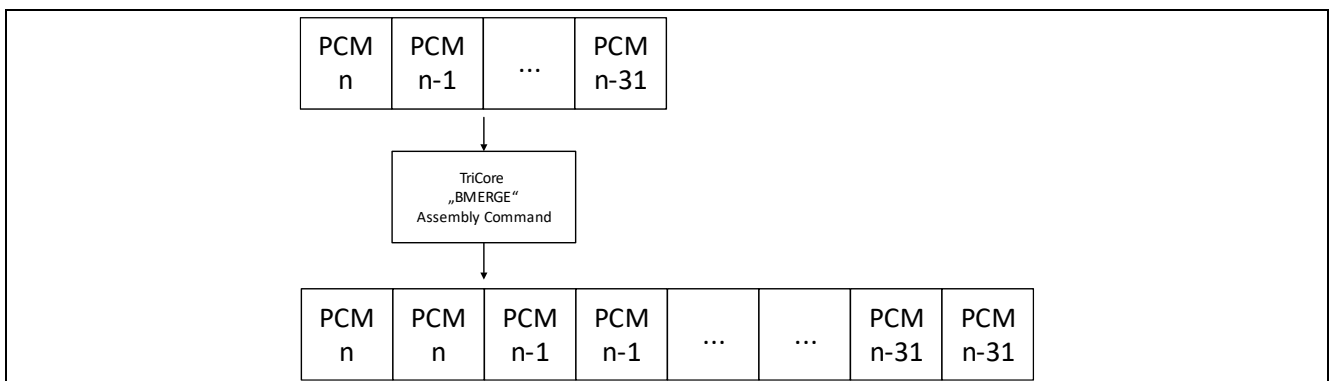 PCM PCM ... PCM
n n-1 n-31
TriCore
„BMERGE“
Assembly Command
PCM PCM PCM PCM ... ... PCM PCM
n n n-1 n-1 n-31 n-31